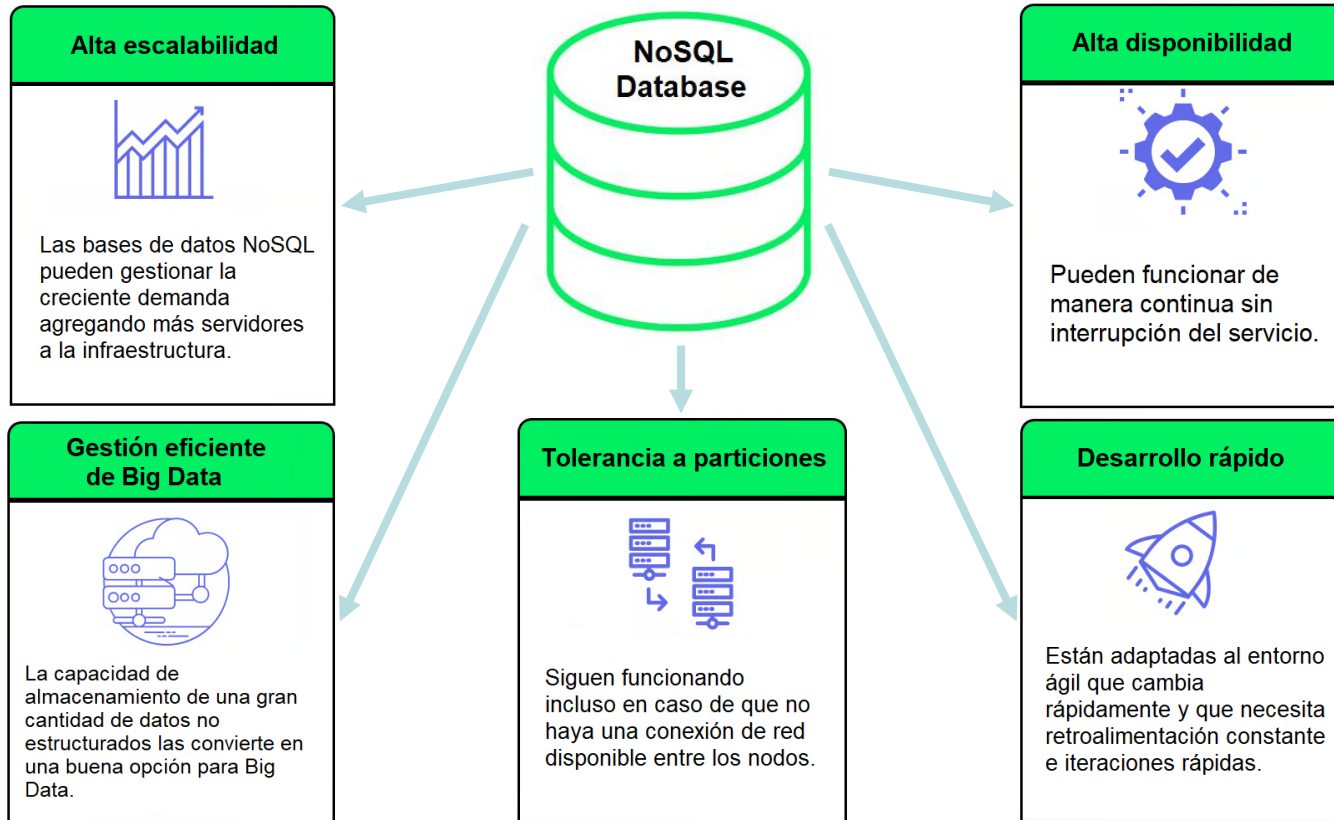 Alta escalabilidad
Las bases de datos NoSQL
pueden gestionar la
creciente demanda
agregando más servidores
a la infraestructura.
NoSQL
Database
Alta disponibilidad
Pueden funcionar de
manera continua sin
interrupción del servicio.
Gestión eficiente
de Big Data
La capacidad de
almacenamiento de una gran
cantidad de datos no
estructurados las convierte en
una buena opción para Big
Data.
Tolerancia a particiones
Siguen funcionando
incluso en caso de que no
haya una conexión de red
disponible entre los nodos.
Desarrollo rápido
Están adaptadas al entorno
ágil que cambia
rápidamente y que necesita
retroalimentación constante
e iteraciones rápidas.